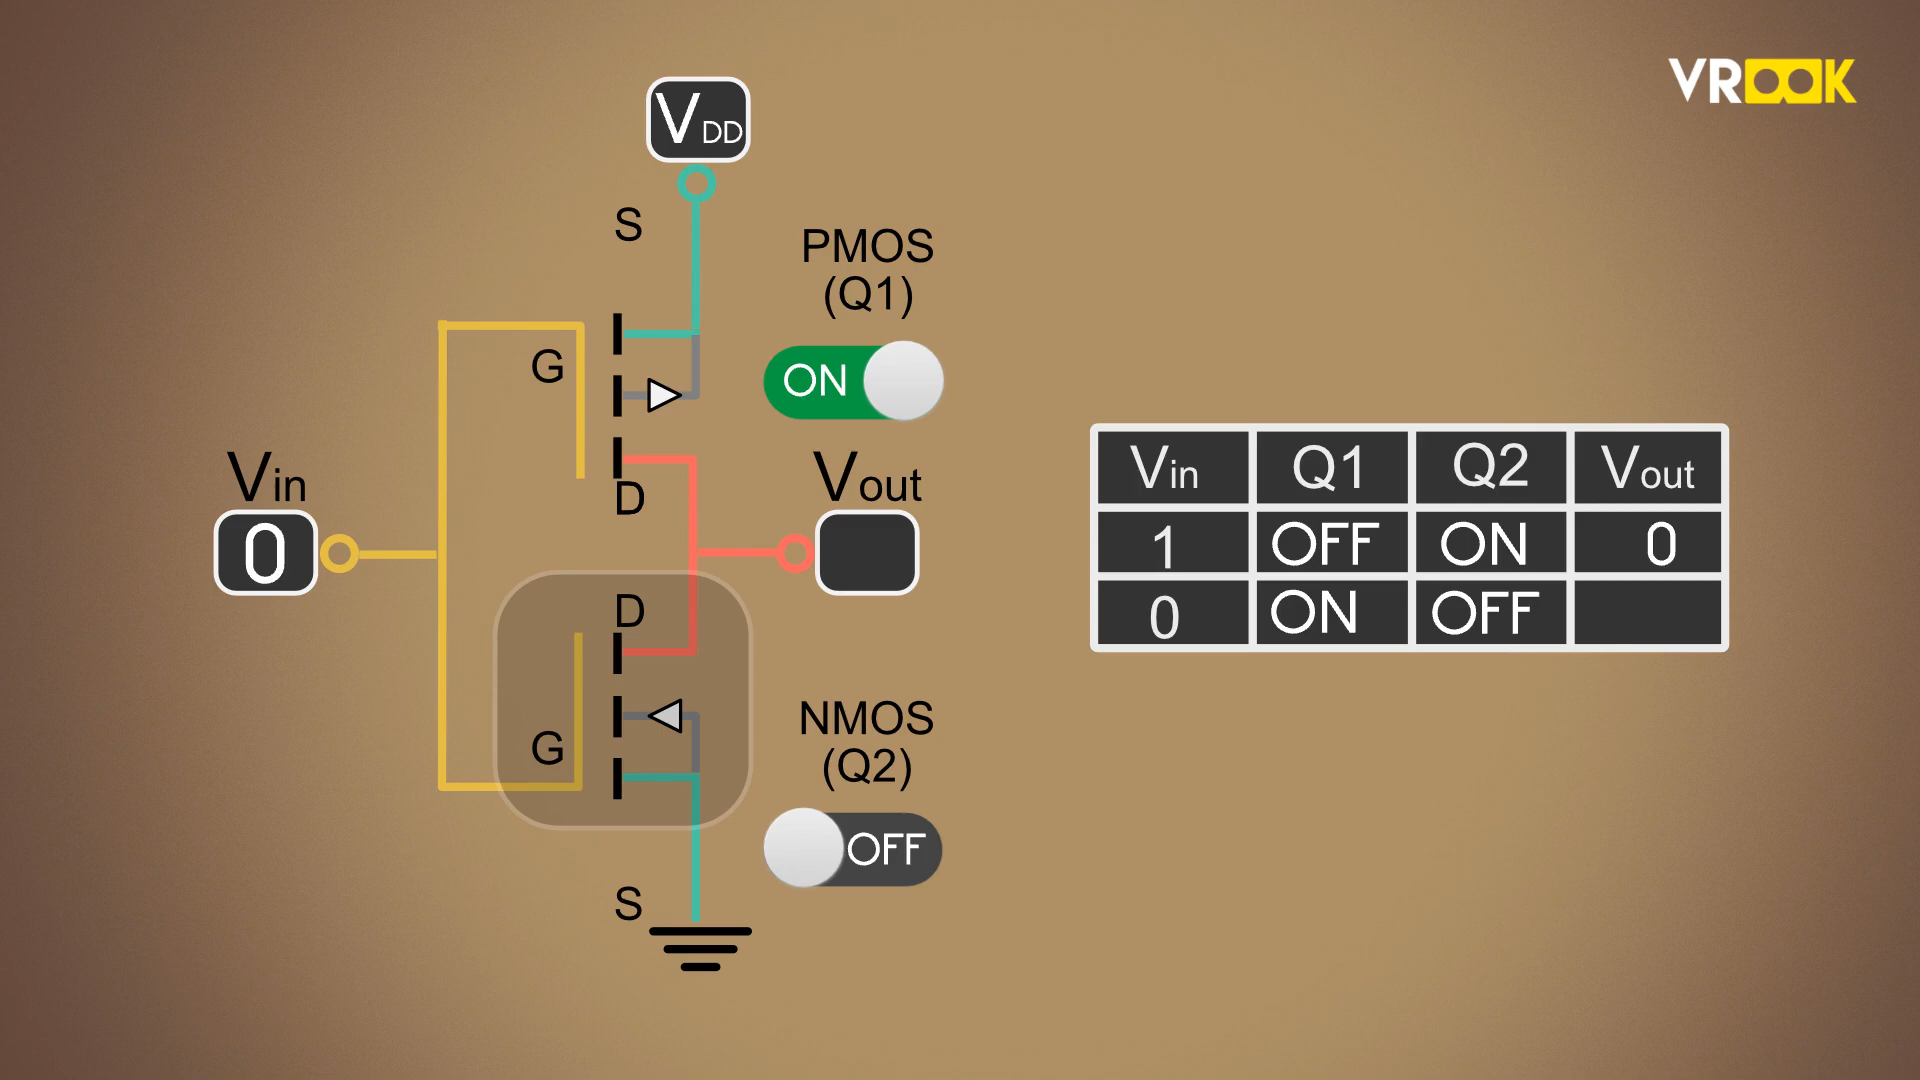 VROOK
VDD
S
PMOS
(Q1)
G
ON
D
Vin
0
Vout
D
G
NMOS
(Q2)
OFF
S
Vin Q1 Q2 Vout
1 OFF ON 0
0 ON OFF